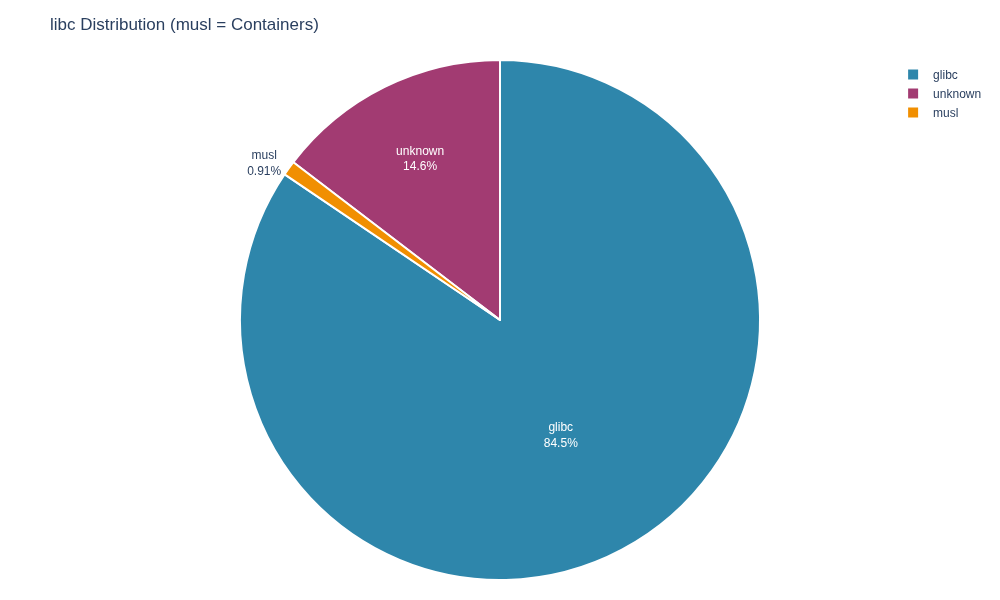 libc Distribution (musl = Containers)
glibc
unknown
musl
unknown
14.6%
musl
0.91%
glibc
84.5%